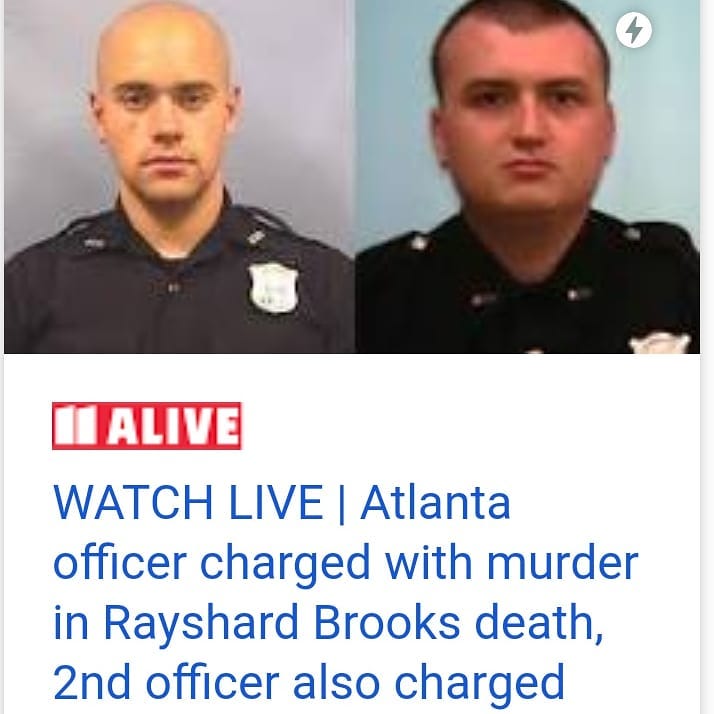 11 ALIVE
WATCH LIVE | Atlanta
officer charged with murder
in Rayshard Brooks death,
2nd officer also charged